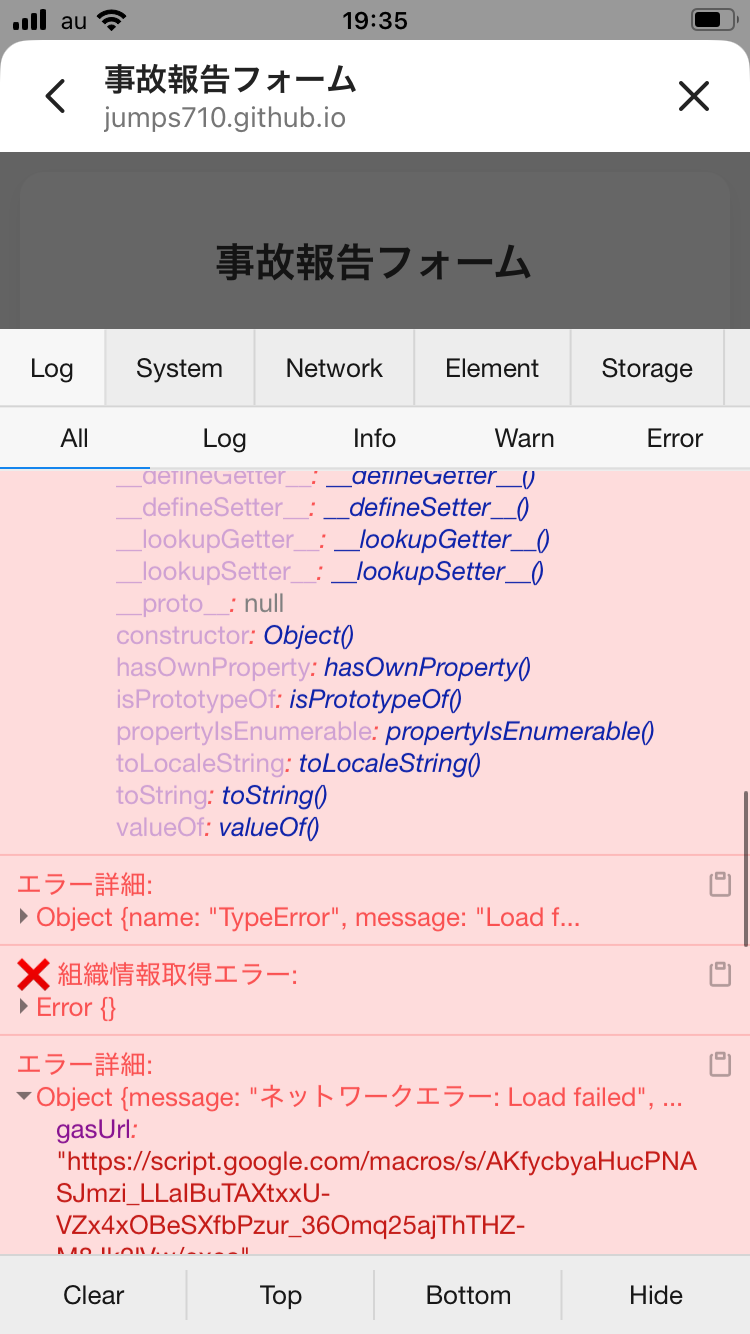 au
19:35
事故報告フォーム
jumps710.github.io
事故報告フォーム
Log System Network Element Storage
All Log Info Warn Error
__defineGetter__: __defineGetter__()
__defineSetter__: __defineSetter__()
__lookupGetter__: __lookupGetter__()
__lookupSetter__: __lookupSetter__()
__proto__: null
constructor: Object()
hasOwnProperty: hasOwnProperty()
isPrototypeOf: isPrototypeOf()
propertyIsEnumerable: propertyIsEnumerable()
toLocaleString: toLocaleString()
toString: toString()
valueOf: valueOf()
エラー詳細:
Object {name: "TypeError", message: "Load f...
❌ 組織情報取得エラー:
Error {}
エラー詳細:
Object {message: "ネットワークエラー: Load failed", ...
gasUrl:
"https://script.google.com/macros/s/AKfycbyaHucPNA
SJmzi_LLaIBuTAXtxxU-
VZx4xOBeSXfbPzur_36Omq25ajThTHZ-
Clear Top Bottom Hide